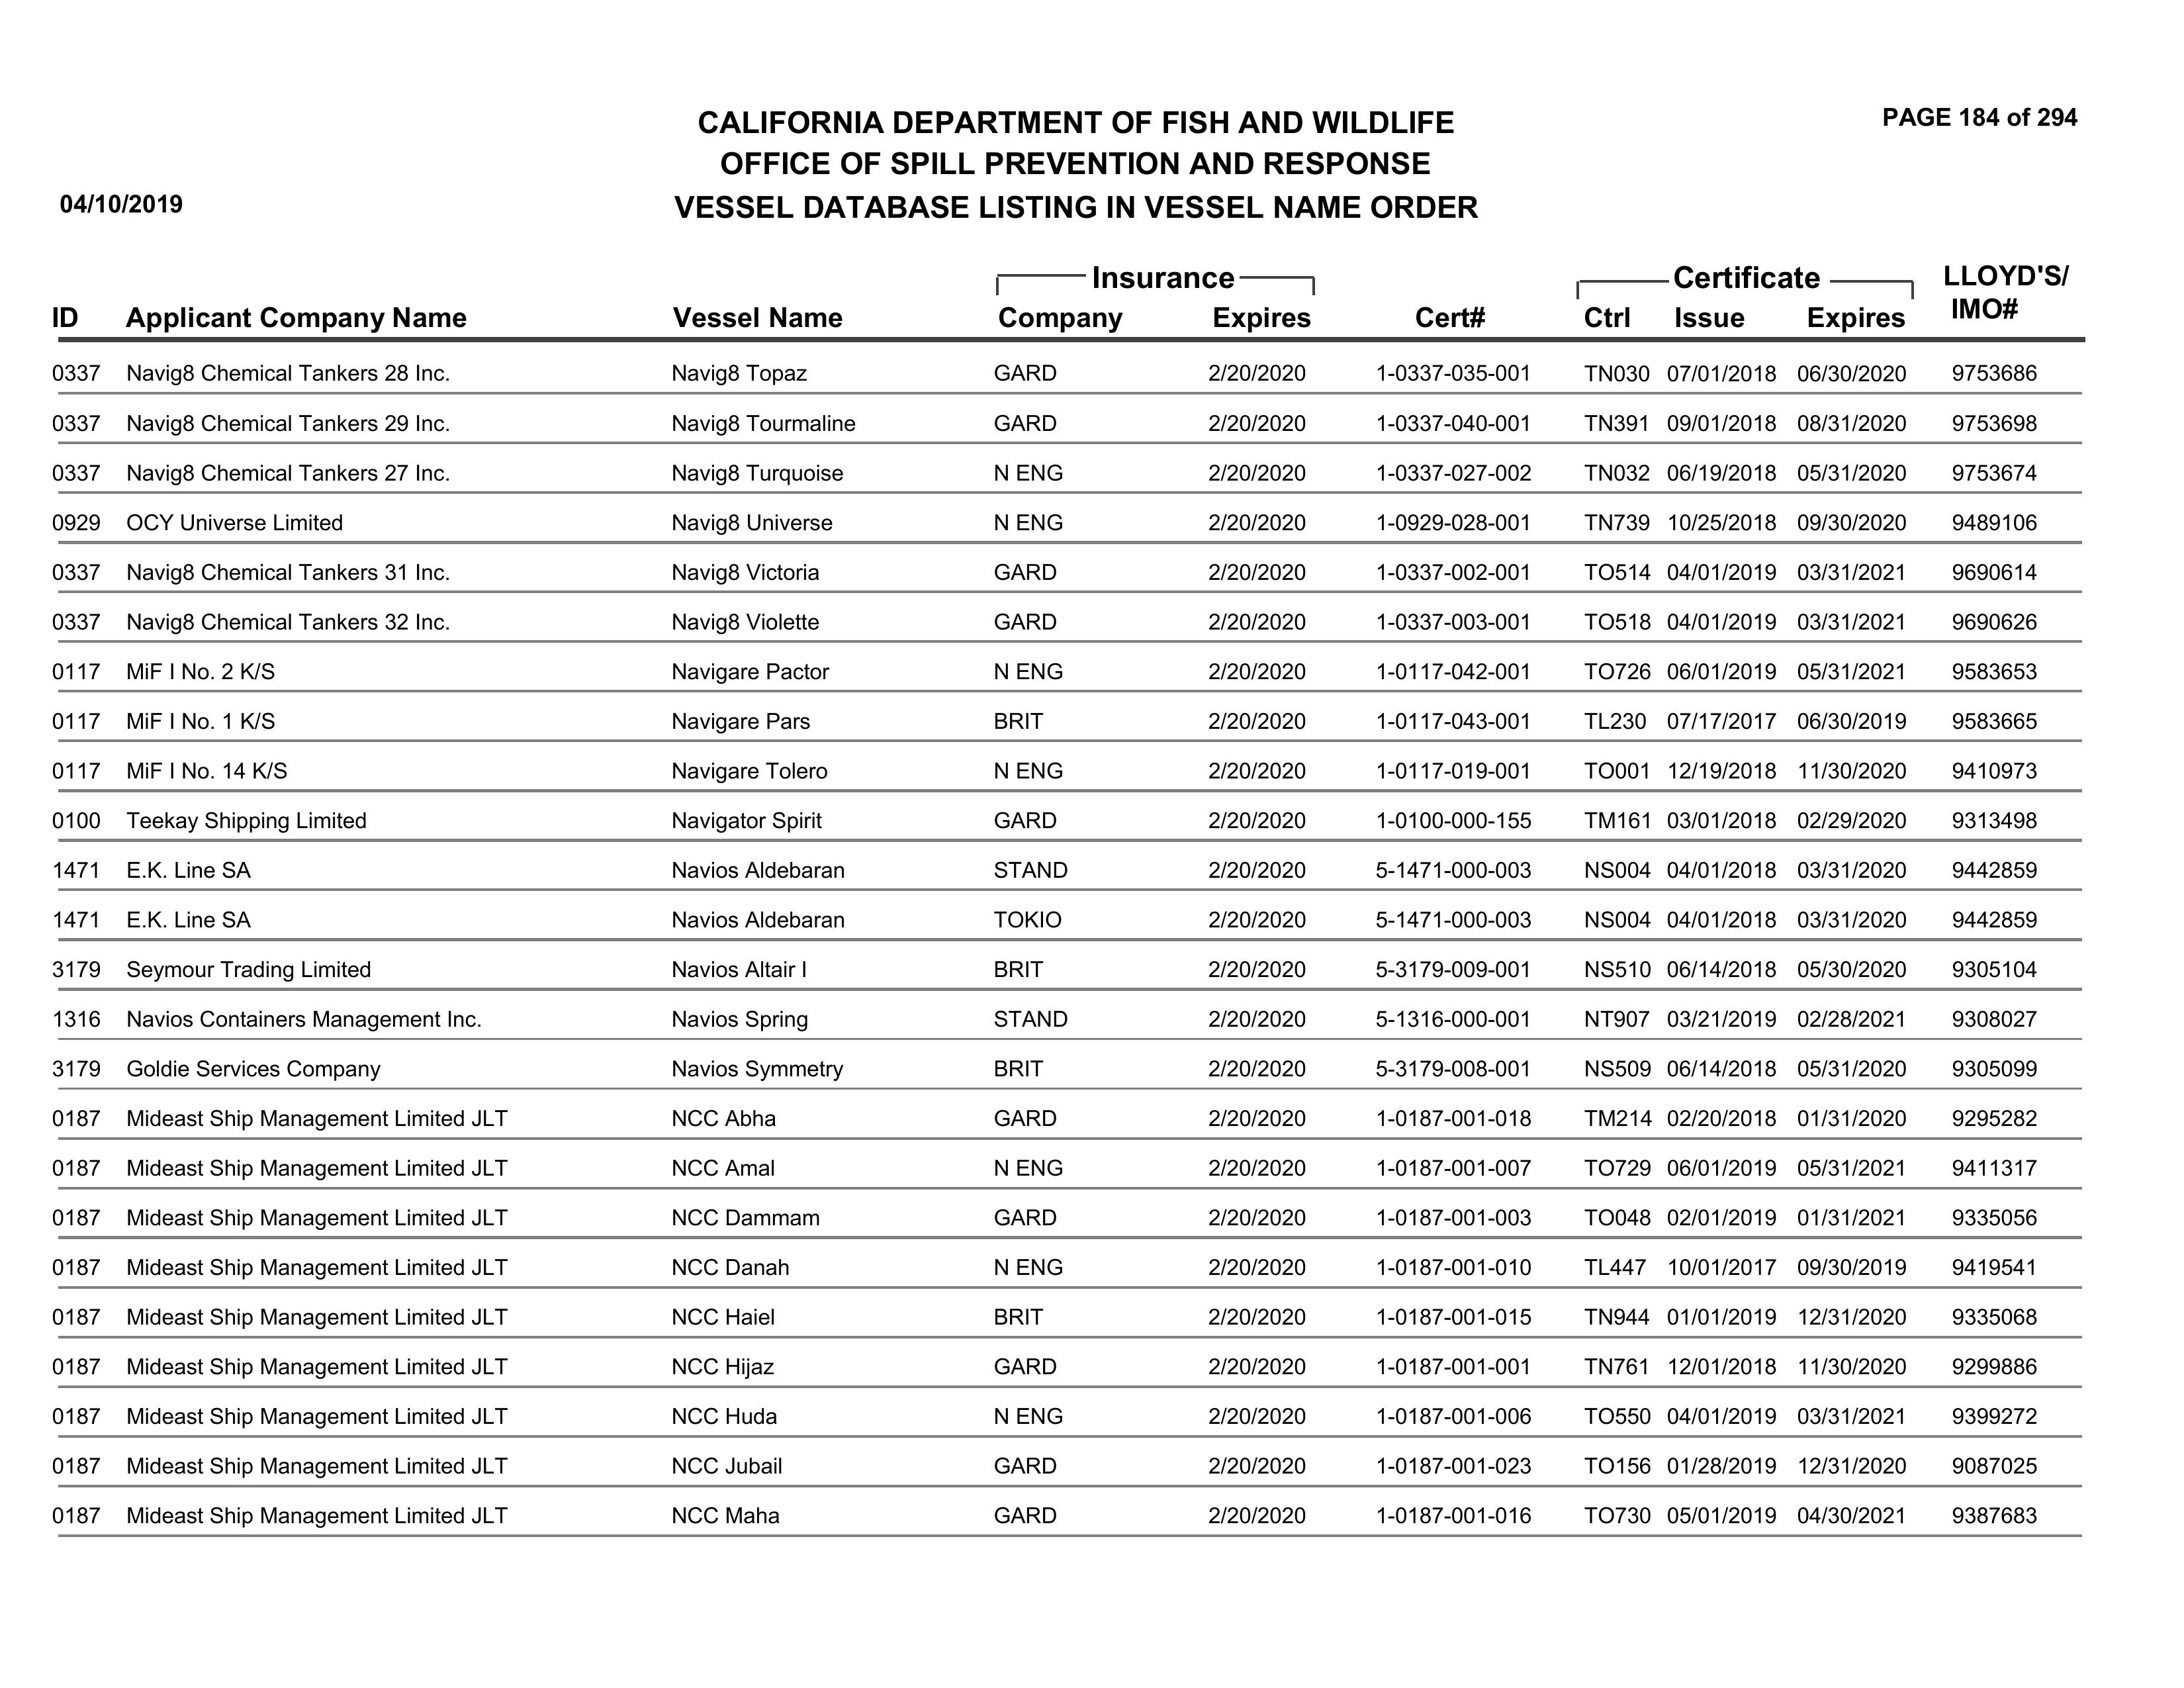 PAGE 184 of 294
CALIFORNIA DEPARTMENT OF FISH AND WILDLIFE
OFFICE OF SPILL PREVENTION AND RESPONSE
04/10/2019 VESSEL DATABASE LISTING IN VESSEL NAME ORDER
Insurance Certificate LLOYD'S/
ID Applicant Company Name Vessel Name Company Expires Cert# Ctrl Issue Expires IMO#
0337 Navig8 Chemical Tankers 28 Inc. Navig8 Topaz GARD 2/20/2020 1-0337-035-001 TN030 07/01/2018 06/30/2020 9753686
0337 Navig8 Chemical Tankers 29 Inc. Navig8 Tourmaline GARD 2/20/2020 1-0337-040-001 TN391 09/01/2018 08/31/2020 9753698
0337 Navig8 Chemical Tankers 27 Inc. Navig8 Turquoise N ENG 2/20/2020 1-0337-027-002 TN032 06/19/2018 05/31/2020 9753674
0929 OCY Universe Limited Navig8 Universe N ENG 2/20/2020 1-0929-028-001 TN739 10/25/2018 09/30/2020 9489106
0337 Navig8 Chemical Tankers 31 Inc. Navig8 Victoria GARD 2/20/2020 1-0337-002-001 TO514 04/01/2019 03/31/2021 9690614
0337 Navig8 Chemical Tankers 32 Inc. Navig8 Violette GARD 2/20/2020 1-0337-003-001 TO518 04/01/2019 03/31/2021 9690626
0117 MiF I No. 2 K/S Navigare Pactor N ENG 2/20/2020 1-0117-042-001 TO726 06/01/2019 05/31/2021 9583653
0117 MiF I No. 1 K/S Navigare Pars BRIT 2/20/2020 1-0117-043-001 TL230 07/17/2017 06/30/2019 9583665
0117 MiF I No. 14 K/S Navigare Tolero N ENG 2/20/2020 1-0117-019-001 TO001 12/19/2018 11/30/2020 9410973
0100 Teekay Shipping Limited Navigator Spirit GARD 2/20/2020 1-0100-000-155 TM161 03/01/2018 02/29/2020 9313498
1471 E.K. Line SA Navios Aldebaran STAND 2/20/2020 5-1471-000-003 NS004 04/01/2018 03/31/2020 9442859
1471 E.K. Line SA Navios Aldebaran TOKIO 2/20/2020 5-1471-000-003 NS004 04/01/2018 03/31/2020 9442859
3179 Seymour Trading Limited Navios Altair I BRIT 2/20/2020 5-3179-009-001 NS510 06/14/2018 05/30/2020 9305104
1316 Navios Containers Management Inc. Navios Spring STAND 2/20/2020 5-1316-000-001 NT907 03/21/2019 02/28/2021 9308027
3179 Goldie Services Company Navios Symmetry BRIT 2/20/2020 5-3179-008-001 NS509 06/14/2018 05/31/2020 9305099
0187 Mideast Ship Management Limited JLT NCC Abha GARD 2/20/2020 1-0187-001-018 TM214 02/20/2018 01/31/2020 9295282
0187 Mideast Ship Management Limited JLT NCC Amal N ENG 2/20/2020 1-0187-001-007 TO729 06/01/2019 05/31/2021 9411317
0187 Mideast Ship Management Limited JLT NCC Dammam GARD 2/20/2020 1-0187-001-003 TO048 02/01/2019 01/31/2021 9335056
0187 Mideast Ship Management Limited JLT NCC Danah N ENG 2/20/2020 1-0187-001-010 TL447 10/01/2017 09/30/2019 9419541
0187 Mideast Ship Management Limited JLT NCC Haiel BRIT 2/20/2020 1-0187-001-015 TN944 01/01/2019 12/31/2020 9335068
0187 Mideast Ship Management Limited JLT NCC Hijaz GARD 2/20/2020 1-0187-001-001 TN761 12/01/2018 11/30/2020 9299886
0187 Mideast Ship Management Limited JLT NCC Huda N ENG 2/20/2020 1-0187-001-006 TO550 04/01/2019 03/31/2021 9399272
0187 Mideast Ship Management Limited JLT NCC Jubail GARD 2/20/2020 1-0187-001-023 TO156 01/28/2019 12/31/2020 9087025
0187 Mideast Ship Management Limited JLT NCC Maha GARD 2/20/2020 1-0187-001-016 TO730 05/01/2019 04/30/2021 9387683